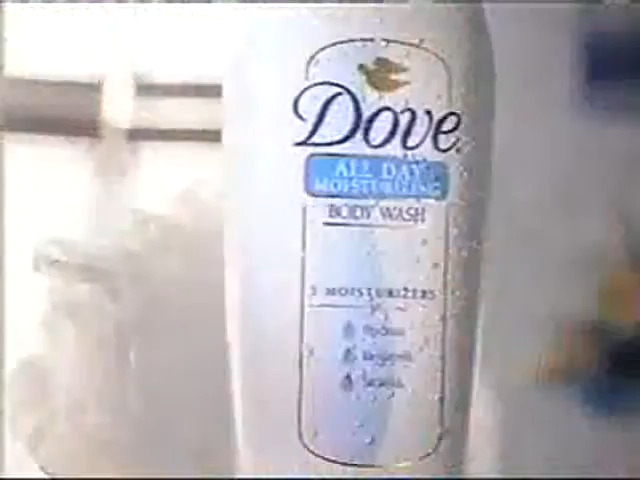 Dove
ALL DAY
MOISTURIZING
BODY WASH
3 MOISTURIZERS